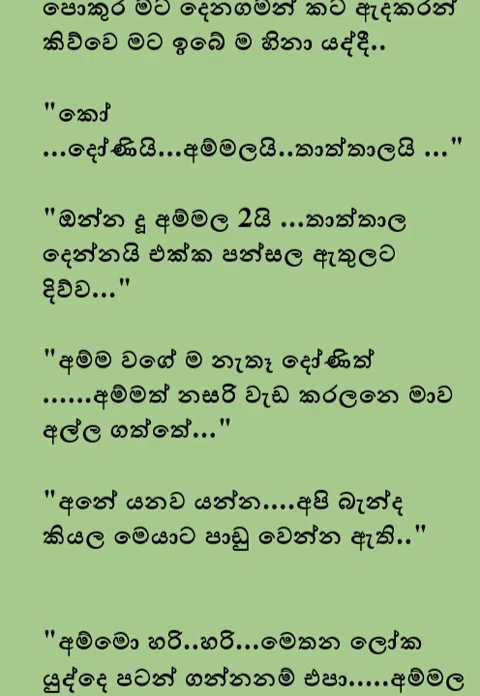 පොකුර මට දෙනගමන් කට ඇදකරන්
කිව්වෙ මට ඉබේ ම හිනා යද්දී..
"කෝ
...දෝණියි...අම්මලයි..තාත්තාලයි ..."
"ඔන්න දූ අම්මල 2යි ...තාත්තාල
දෙන්නයි එක්ක පන්සල ඇතුලට
දිව්ව..."
"අම්ම වගේ ම නැතෑ දෝණිත්
......අම්මත් නසරි වැඩ කරලනෙ මාව
අල්ල ගත්තේ..."
"අනේ යනව යන්න....අපි බැන්ද
කියල මෙයාට පාඩු වෙන්න ඇති.."
"අම්මො හරි..හරි...මෙතන ලෝක
යුද්දෙ පටන් ගන්නනම් එපා.....අම්මල